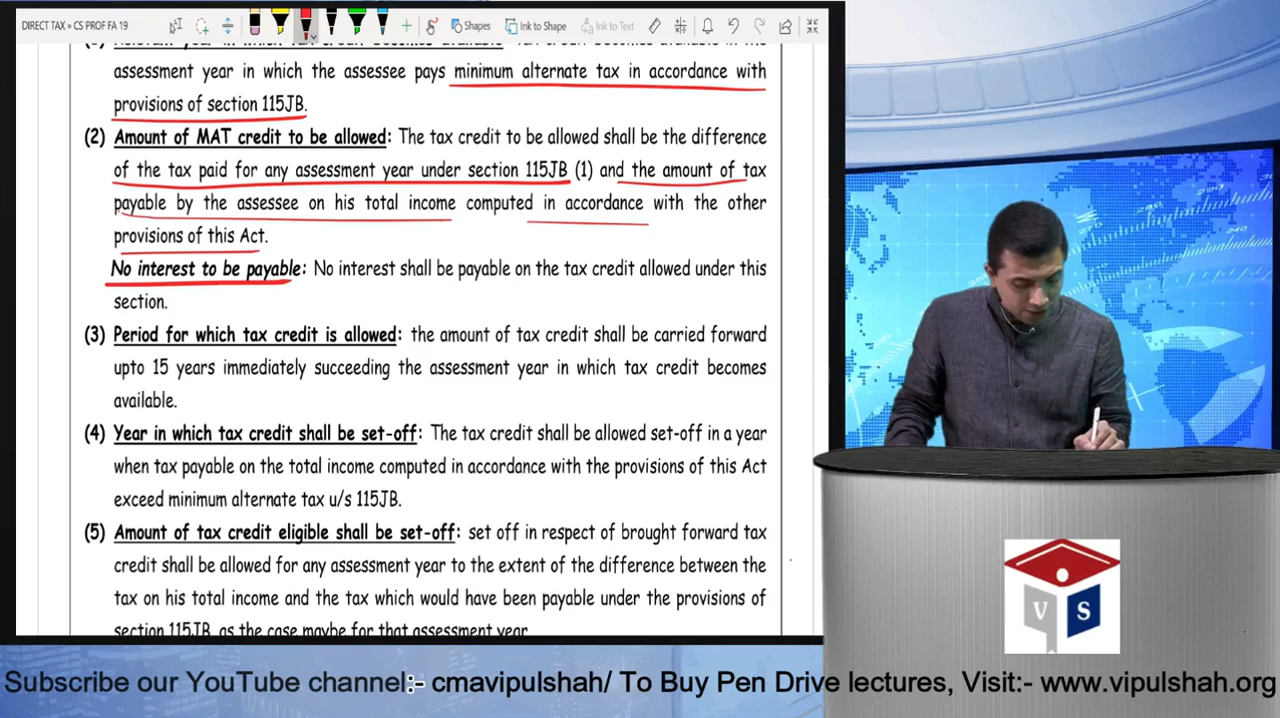 DIRECT TAX » CS PROF FA 19
Shapes
Ink to Shape
Ink to Text
assessment year in which the assessee pays minimum alternate tax in accordance with
provisions of section 115JB.
(2) Amount of MAT credit to be allowed: The tax credit to be allowed shall be the difference
of the tax paid for any assessment year under section 115JB (1) and the amount of tax
payable by the assessee on his total income computed in accordance with the other
provisions of this Act.
No interest to be payable: No interest shall be payable on the tax credit allowed under this
section.
(3) Period for which tax credit is allowed: the amount of tax credit shall be carried forward
upto 15 years immediately succeeding the assessment year in which tax credit becomes
available.
(4) Year in which tax credit shall be set-off: The tax credit shall be allowed set-off in a year
when tax payable on the total income computed in accordance with the provisions of this Act
exceed minimum alternate tax u/s 115JB.
(5) Amount of tax credit eligible shall be set-off: set off in respect of brought forward tax
credit shall be allowed for any assessment year to the extent of the difference between the
tax on his total income and the tax which would have been payable under the provisions of
section 115JB, as the case maybe for that assessment year.
V S
Subscribe our YouTube channel:- cmavipulshah/ To Buy Pen Drive lectures, Visit:- www.vipulshah.org